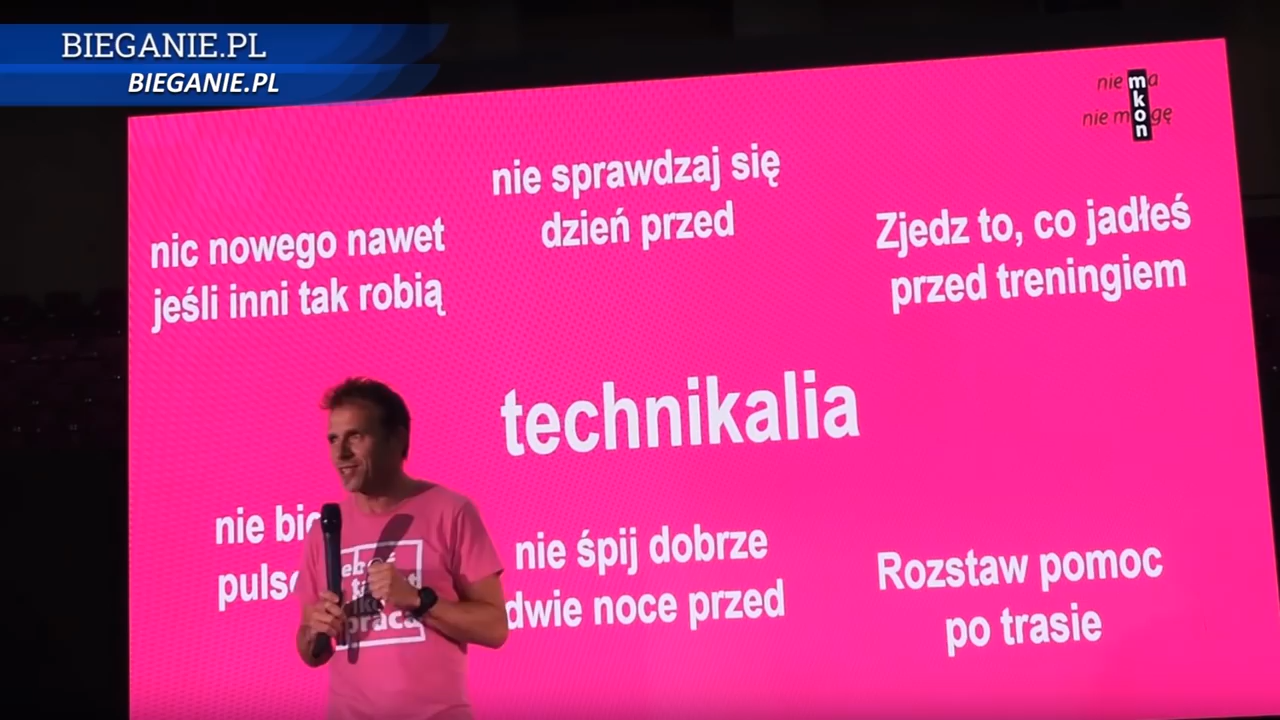 BIEGANIE.PL
BIEGANIE.PL
nie ma
nie mogę
mkon
nie sprawdzaj się
dzień przed
nic nowego nawet
jeśli inni tak robią
Zjedz to, co jadłeś
przed treningiem
technikalia
nie
nie śpij dobrze
dwie noce przed
Rozstaw pomoc
po trasie
praca